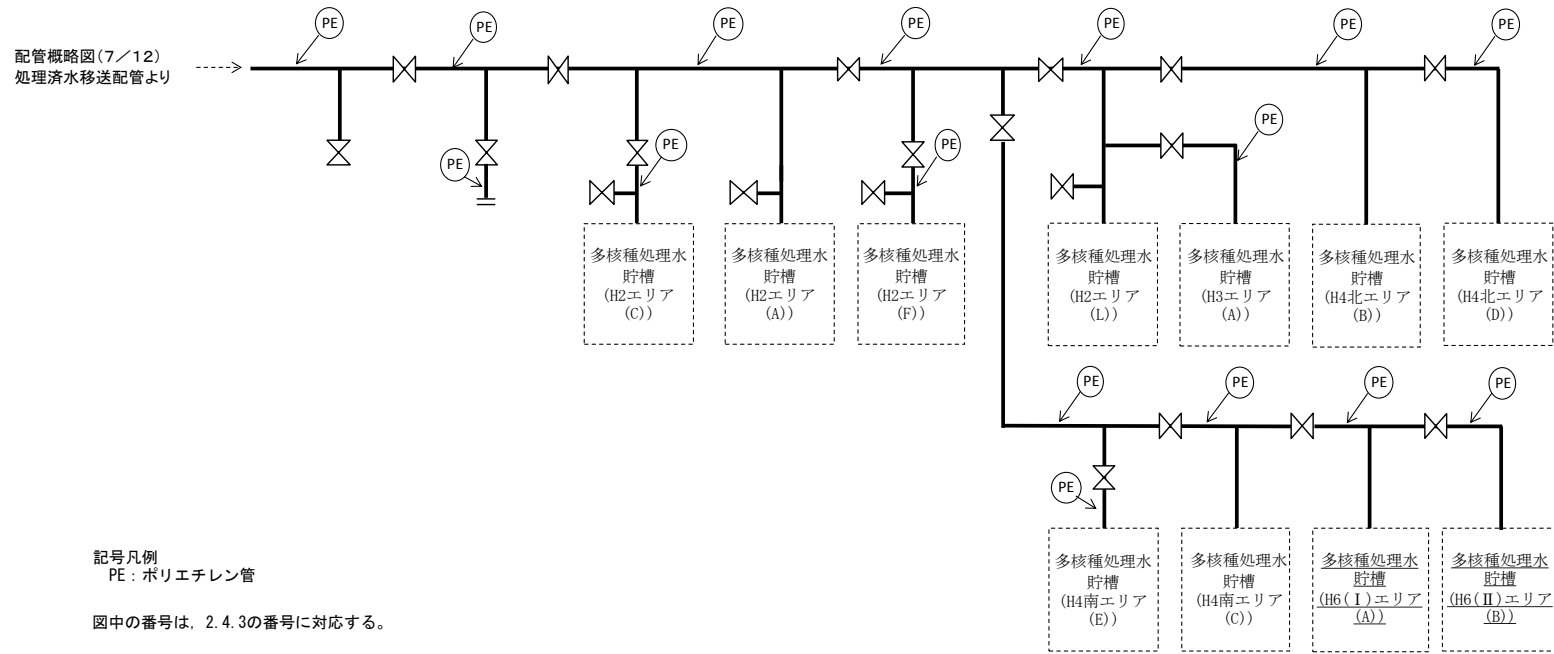 PE
PE
PE
PE
PE
PE
PE
配管概略図(7／12)
処理済水移送配管より
PE
PE
PE
PE
多核種処理水
貯槽
(H2エリア
(C))
多核種処理水
貯槽
(H2エリア
(A))
多核種処理水
貯槽
(H2エリア
(F))
多核種処理水
貯槽
(H2エリア
(L))
多核種処理水
貯槽
(H3エリア
(A))
多核種処理水
貯槽
(H4北エリア
(B))
多核種処理水
貯槽
(H4北エリア
(D))
PE
PE
PE
PE
PE
多核種処理水
貯槽
(H4南エリア
(E))
多核種処理水
貯槽
(H4南エリア
(C))
多核種処理水
貯槽
(H6(Ⅰ)エリア
(A))
多核種処理水
貯槽
(H6(Ⅱ)エリア
(B))
記号凡例
PE：ポリエチレン管
図中の番号は，2.4.3の番号に対応する。